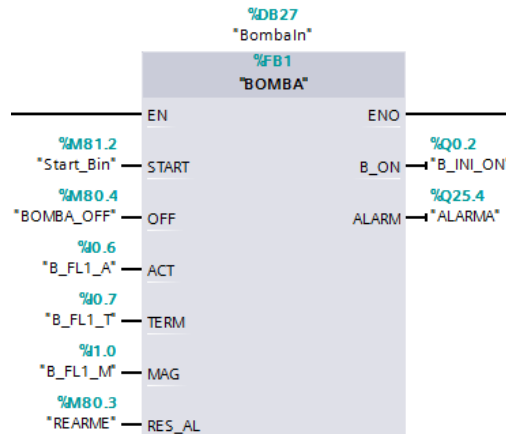 %DB27
"BombaIn"
%FB1
"BOMBA"
EN ENO
%M81.2 %Q0.2
"Start_Bin" START B_ON "B_INI_ON"
%M80.4 %Q25.4
"BOMBA_OFF" OFF ALARM "ALARMA"
%I0.6
"B_FL1_A" ACT
%I0.7
"B_FL1_T" TERM
%I1.0
"B_FL1_M" MAG
%M80.3
"REARME" RES_AL